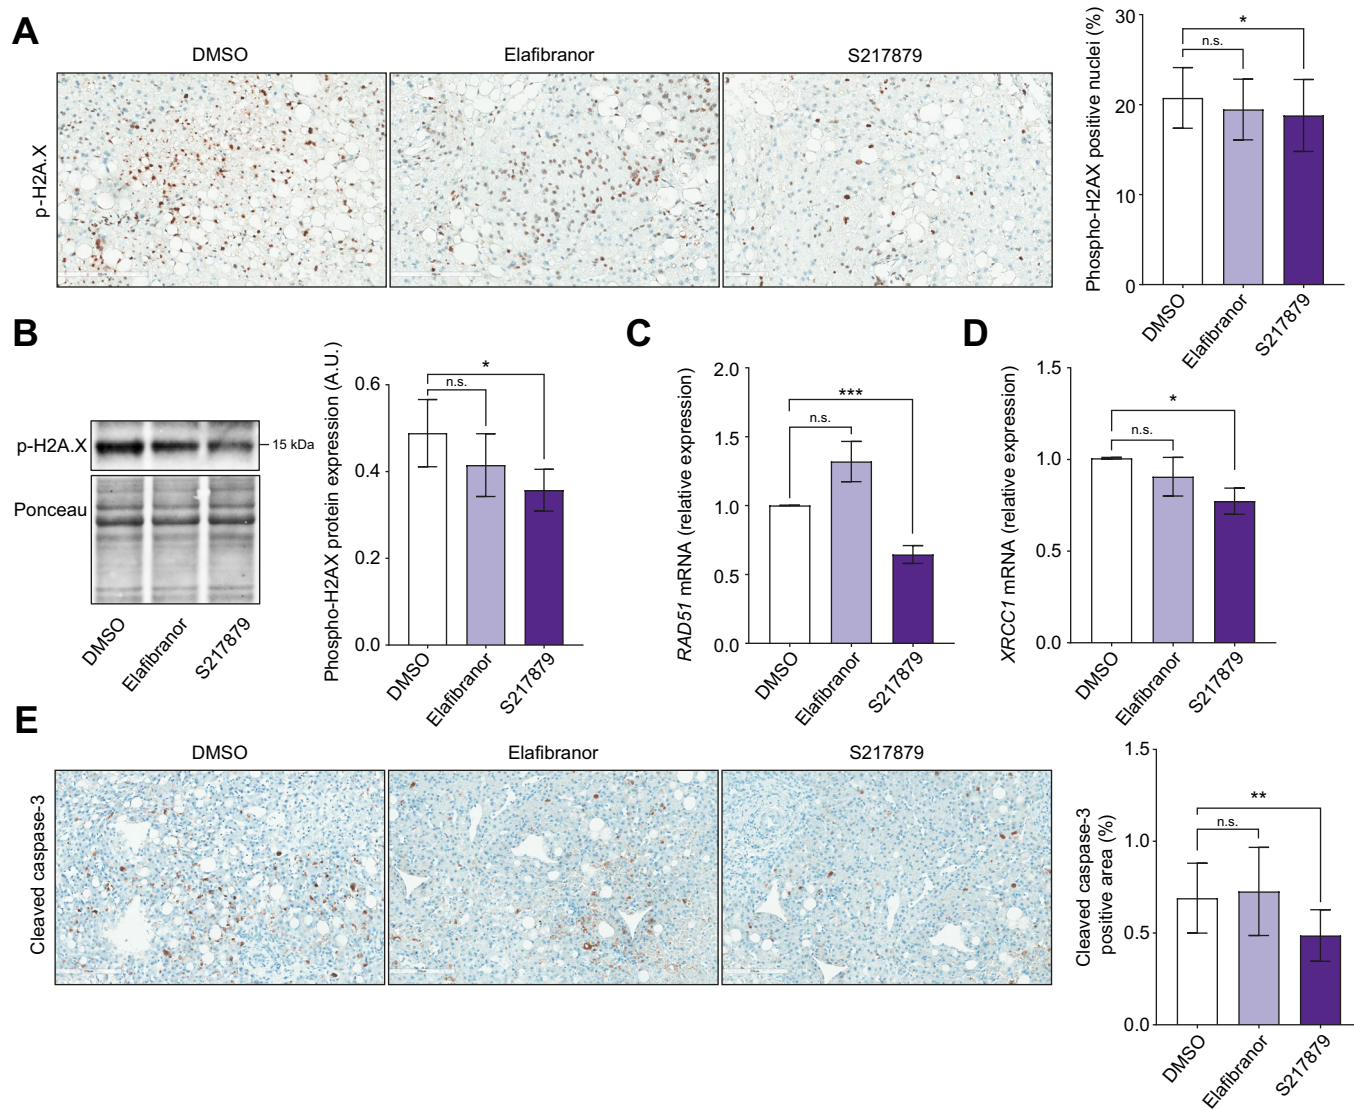 A
DMSO
Elafibranor
S217879
p-H2A.X
Phospho-H2AX positive nuclei (%)
30
20
10
0
*
n.s.
DMSO
Elafibranor
S217879
B
p-H2A.X
15 kDa
Ponceau
DMSO
Elafibranor
S217879
Phospho-H2AX protein expression (A.U.)
0.6
0.4
0.2
0.0
*
n.s.
DMSO
Elafibranor
S217879
C
RAD51 mRNA (relative expression)
2.0
1.5
1.0
0.5
0.0
***
n.s.
DMSO
Elafibranor
S217879
D
XRCC1 mRNA (relative expression)
1.5
1.0
0.5
0.0
*
n.s.
DMSO
Elafibranor
S217879
E
DMSO
Elafibranor
S217879
Cleaved caspase-3
Cleaved caspase-3
positive area (%)
1.5
1.0
0.5
0.0
**
n.s.
DMSO
Elafibranor
S217879